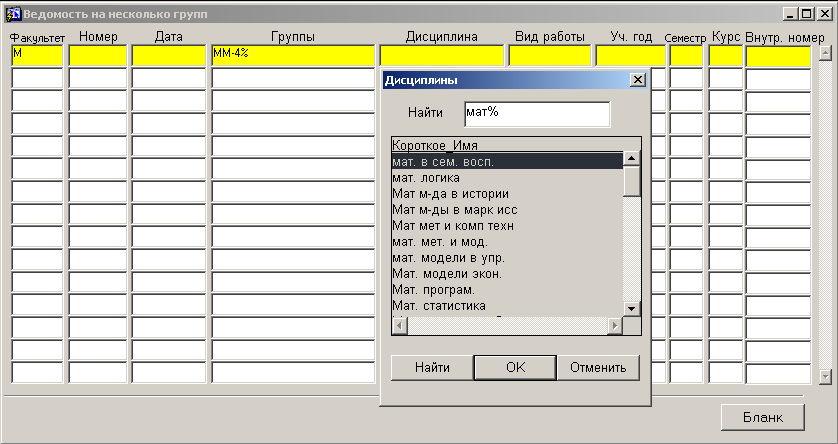 Ведомость на несколько групп
Факультет Номер Дата Группы Дисциплина Вид работы Уч. год Семестр Курс Внутр. номер
М ММ-4%
Дисциплины
Найти мат%
Короткое_Имя
мат. в сем. восп.
мат. логика
Мат м-да в истории
Мат м-ды в марк исс
Мат мет и комп техн
мат. мет. и мод.
мат. модели в упр.
Мат. модели экон.
Мат. програм.
Мат. статистика
Найти OK Отменить
Бланк